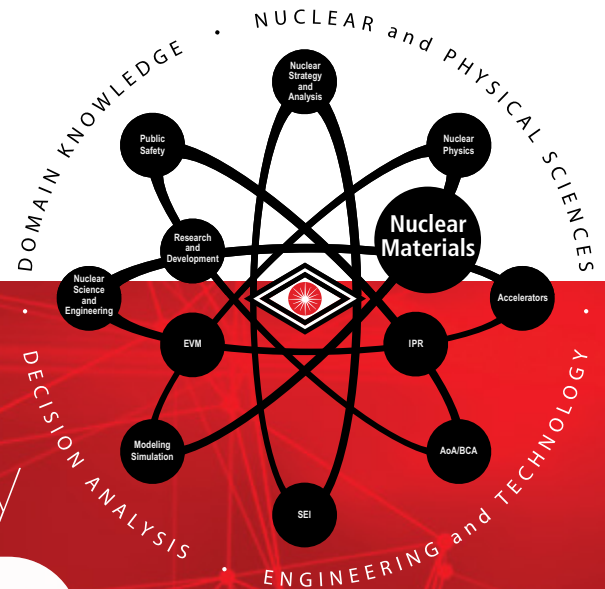 DOMAIN KNOWLEDGE · NUCLEAR and PHYSICAL SCIENCES ·
Nuclear
Strategy
and
Analysis
Public
Safety
Nuclear
Physics
Nuclear
Materials
Research
and
Development
Nuclear
Science
and
Engineering
Accelerators
EVM
IPR
Modeling
Simulation
AoA/BCA
SEI
· DECISION ANALYSIS · ENGINEERING and TECHNOLOGY